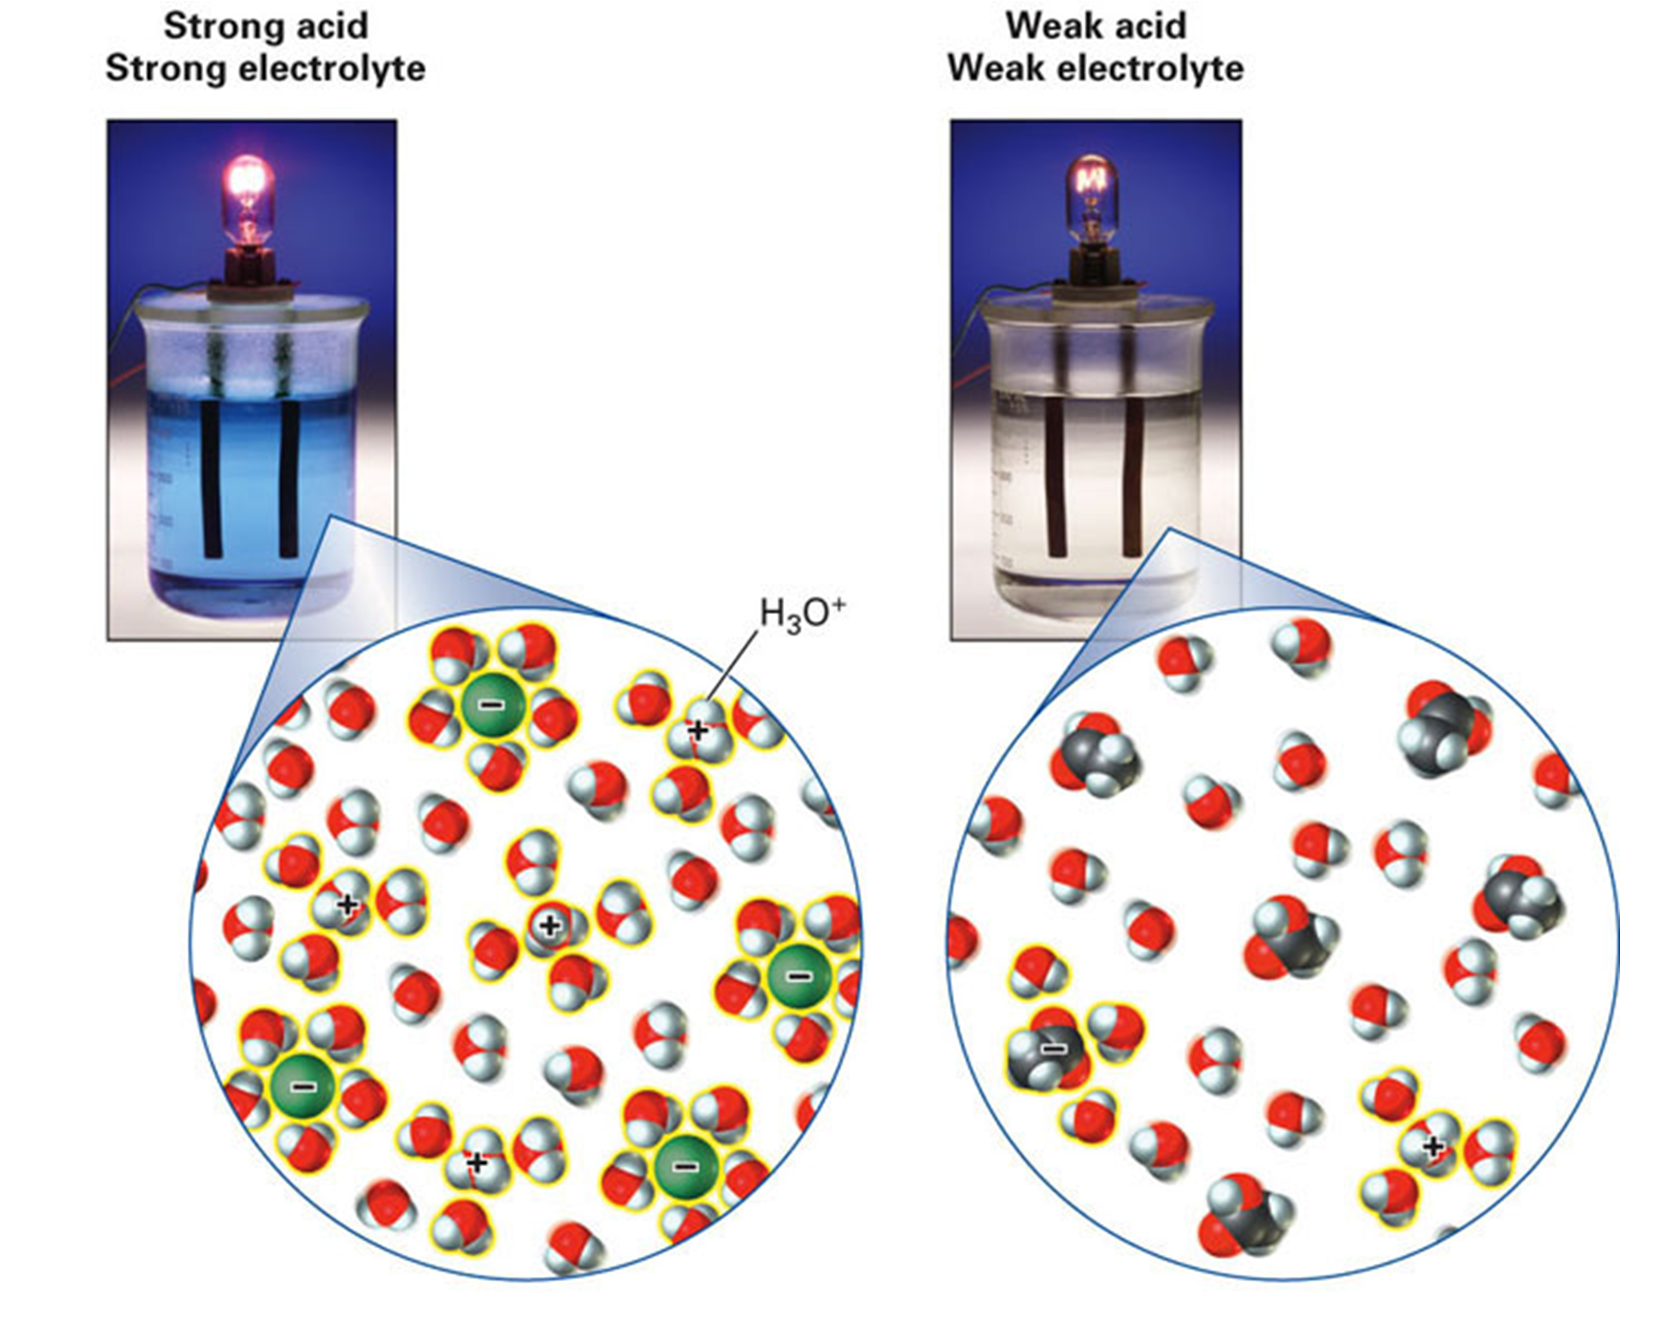 Strong acid
Strong electrolyte
Weak acid
Weak electrolyte
H₃O⁺
−
+
+
+
−
−
+
−
−
+